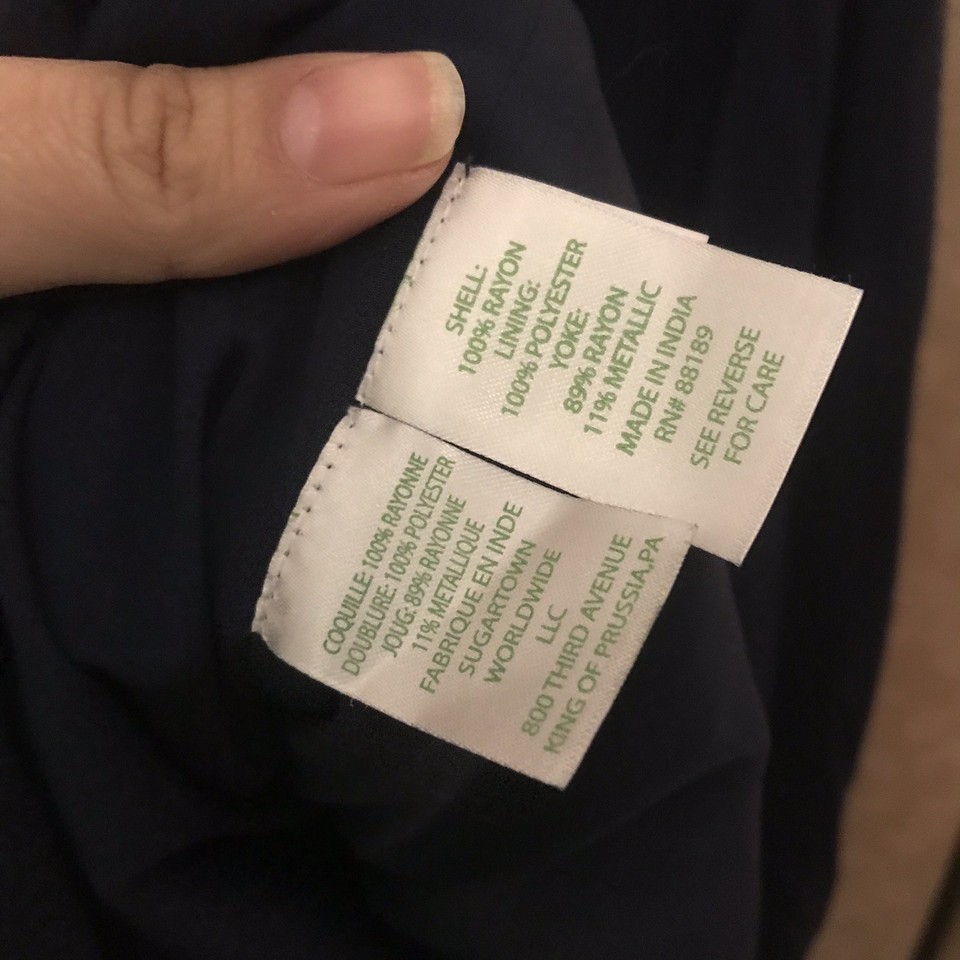 SHELL:
100% RAYON
LINING:
100% POLYESTER
YOKE:
89% RAYON
11% METALLIC
MADE IN INDIA
RN# 88189
SEE REVERSE
FOR CARE
COQUILLE: 100% RAYONNE
DOUBLURE: 100% POLYESTER
JOUG: 89% RAYONNE
11% METALLIQUE
FABRIQUE EN INDE
SUGARTOWN
WORLDWIDE
LLC
800 THIRD AVENUE
KING OF PRUSSIA,PA